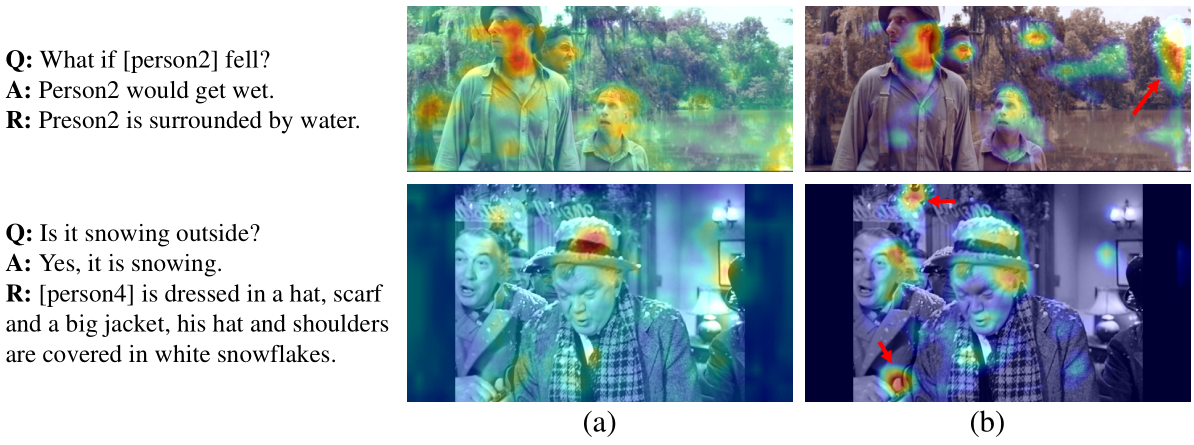 Q: What if [person2] fell?
A: Person2 would get wet.
R: Preson2 is surrounded by water.
Q: Is it snowing outside?
A: Yes, it is snowing.
R: [person4] is dressed in a hat, scarf
and a big jacket, his hat and shoulders
are covered in white snowflakes.
(a)
(b)